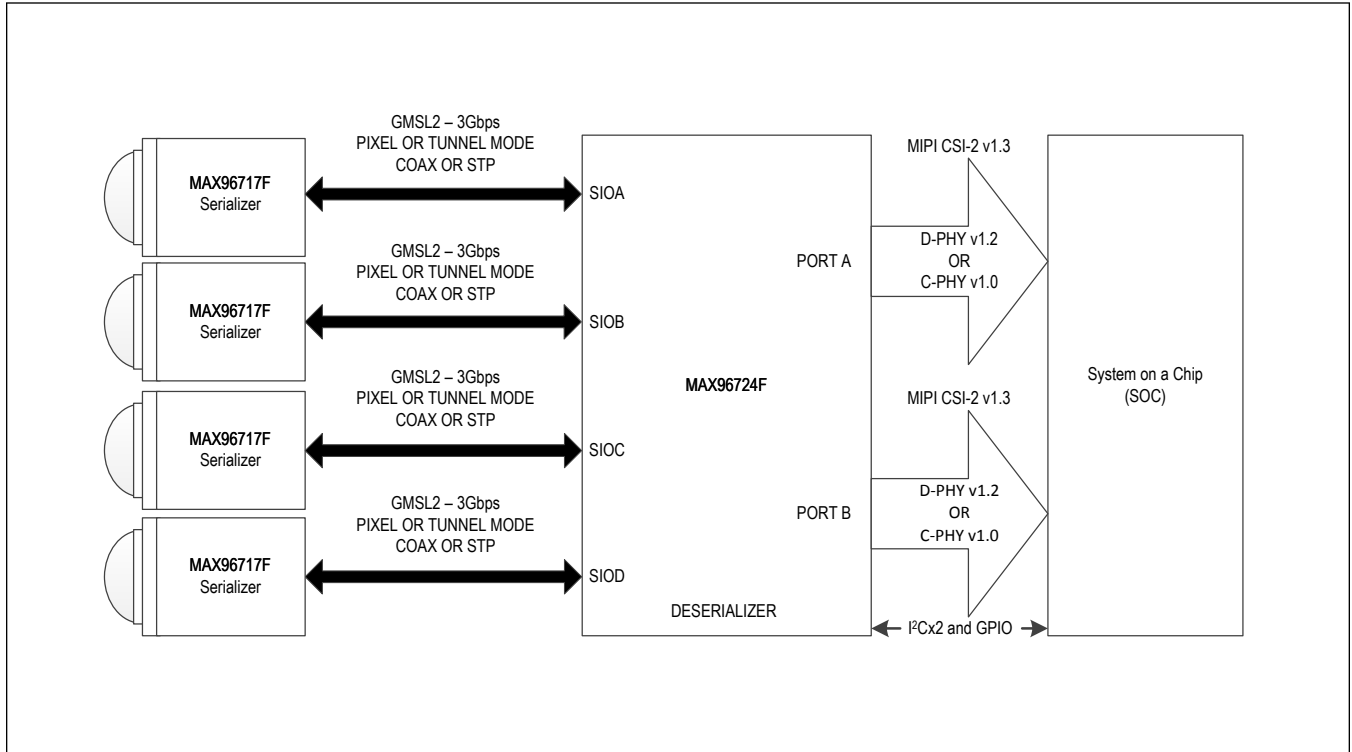 MAX96717F
Serializer
GMSL2 – 3Gbps
PIXEL OR TUNNEL MODE
COAX OR STP
SIOA
MAX96717F
Serializer
GMSL2 – 3Gbps
PIXEL OR TUNNEL MODE
COAX OR STP
SIOB
MAX96717F
Serializer
GMSL2 – 3Gbps
PIXEL OR TUNNEL MODE
COAX OR STP
SIOC
MAX96717F
Serializer
GMSL2 – 3Gbps
PIXEL OR TUNNEL MODE
COAX OR STP
SIOD
MAX96724F
DESERIALIZER
PORT A
MIPI CSI-2 v1.3
D-PHY v1.2
OR
C-PHY v1.0
PORT B
MIPI CSI-2 v1.3
D-PHY v1.2
OR
C-PHY v1.0
I²Cx2 and GPIO
System on a Chip
(SOC)